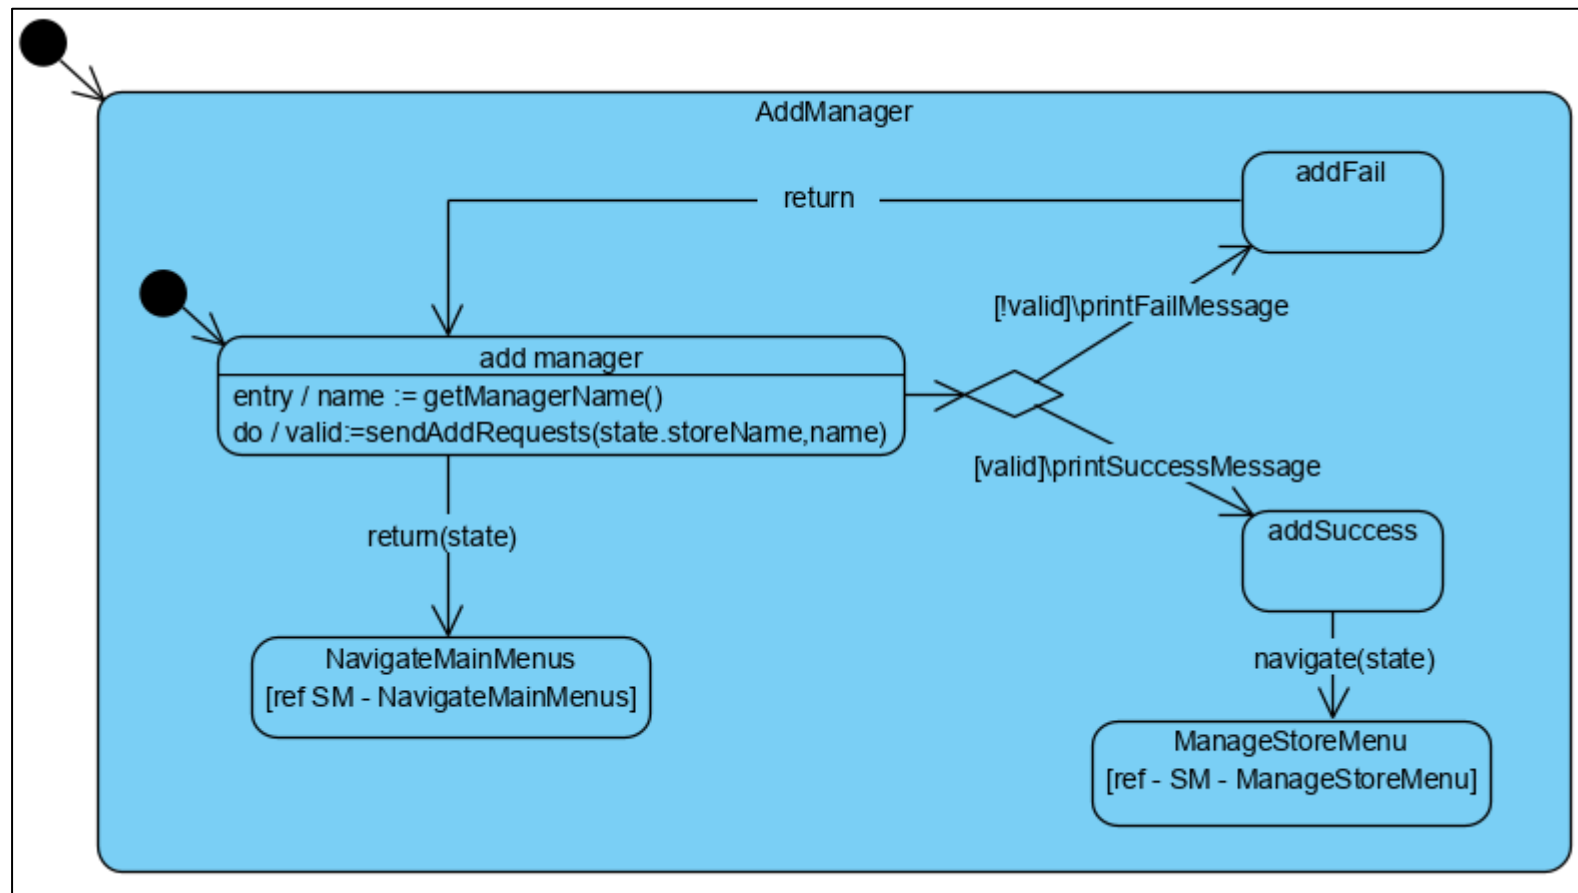 AddManager
addFail
return
[!valid]\printFailMessage
add manager
entry / name := getManagerName()
do / valid:=sendAddRequests(state.storeName,name)
[valid]\printSuccessMessage
addSuccess
return(state)
NavigateMainMenus
[ref SM - NavigateMainMenus]
navigate(state)
ManageStoreMenu
[ref - SM - ManageStoreMenu]